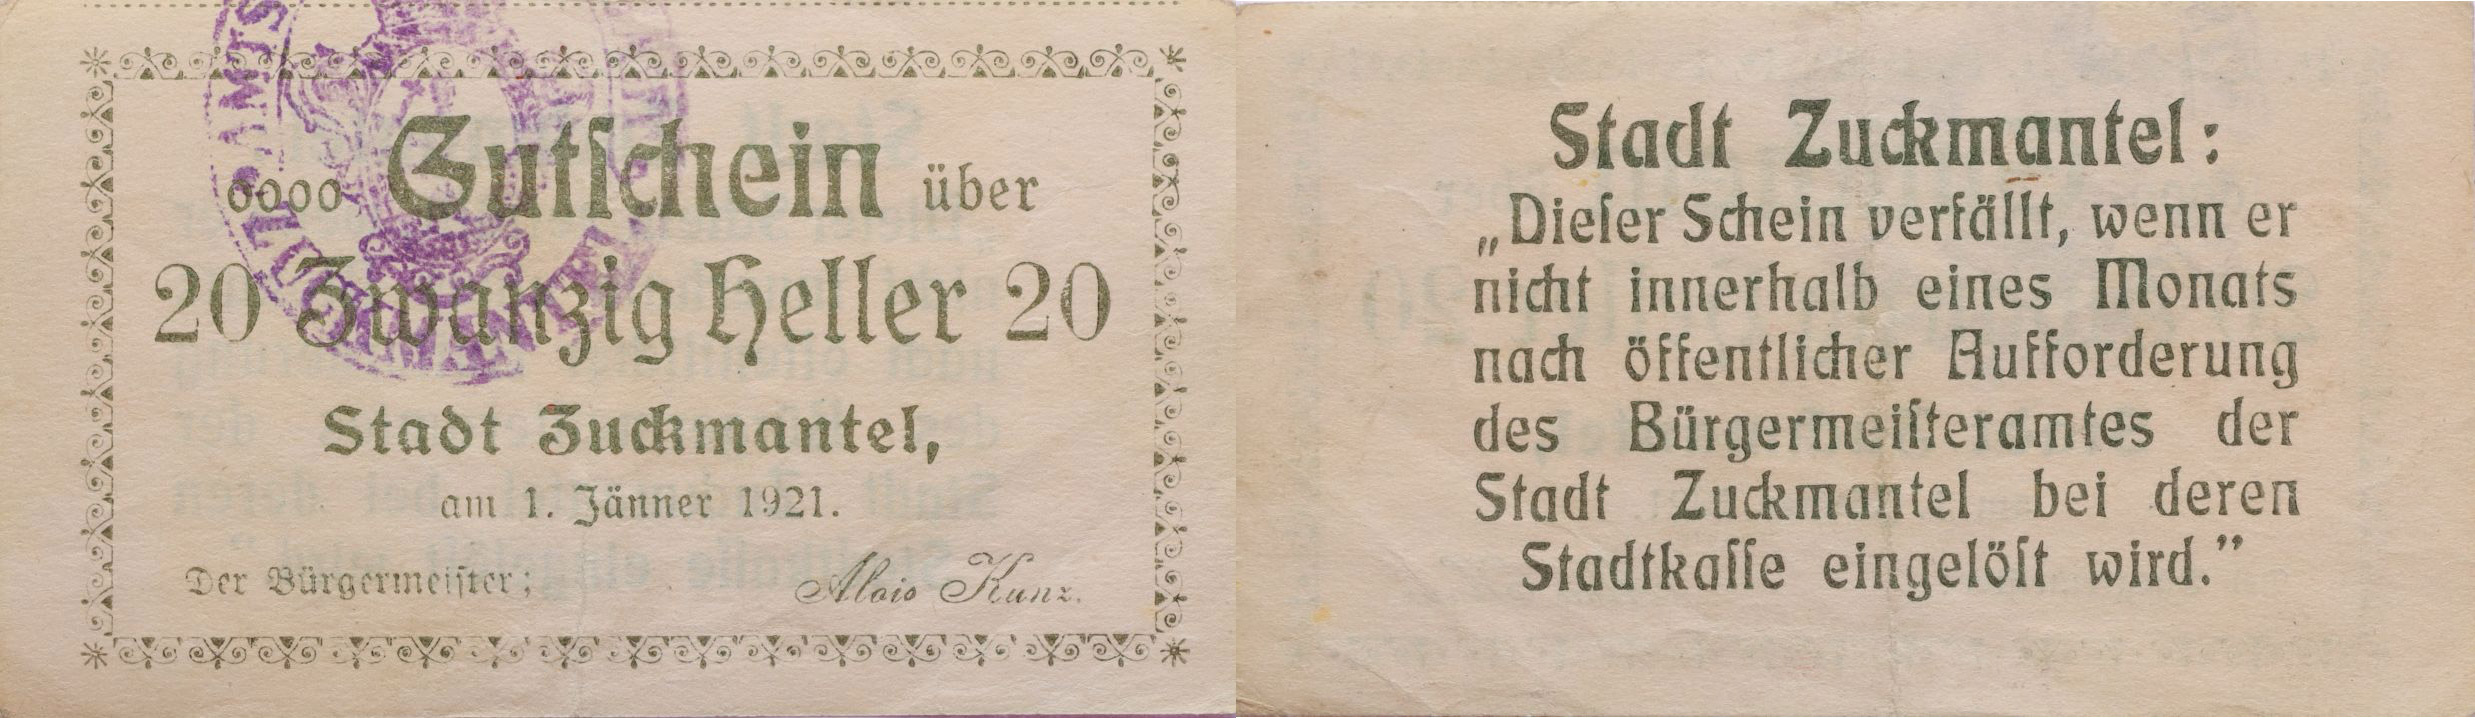 oooo Gutſchein über
20 Zwanzig Heller 20
Stadt Zuckmantel,
am 1. Jänner 1921.
Der Bürgermeiſter: Alois Kunz.
Stadt Zuckmantel:
„Dieſer Schein verfällt, wenn er
nicht innerhalb eines Monats
nach öffentlicher Aufforderung
des Bürgermeiſteramtes der
Stadt Zuckmantel bei deren
Stadtkaſſe eingelöſt wird.”